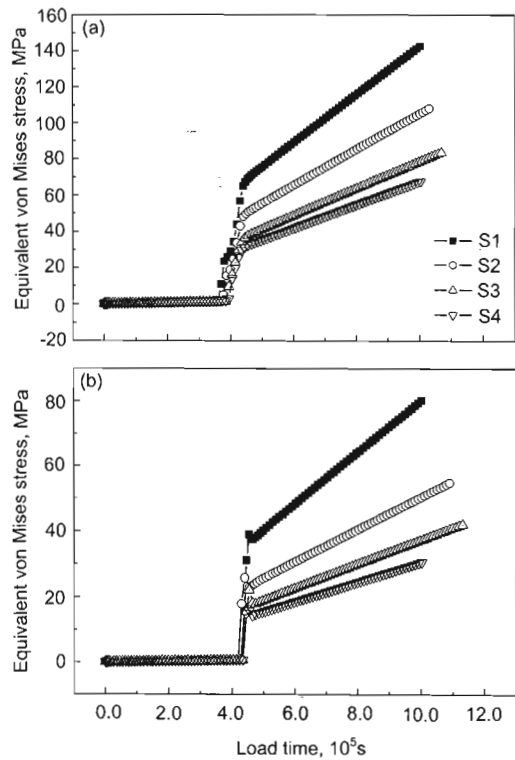 (a)
Equivalent von Mises stress, MPa
160
140
120
100
80
60
40
20
0
-20
S1
S2
S3
S4
(b)
Equivalent von Mises stress, MPa
80
60
40
20
0
0.0 2.0 4.0 6.0 8.0 10.0 12.0
Load time, 10⁵s